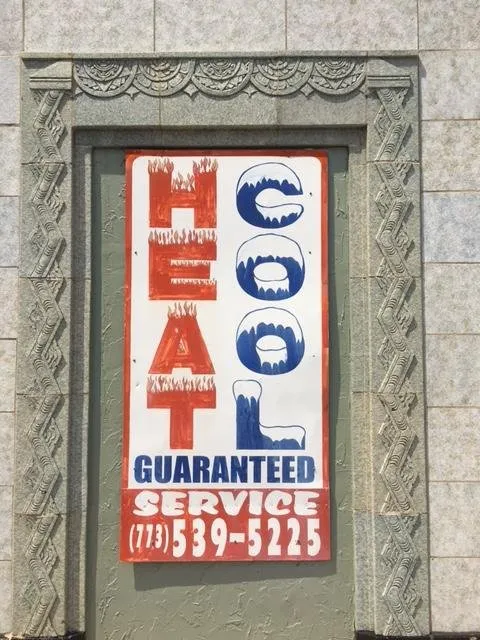 HEAT
COOL
GUARANTEED
SERVICE
(773)539-5225